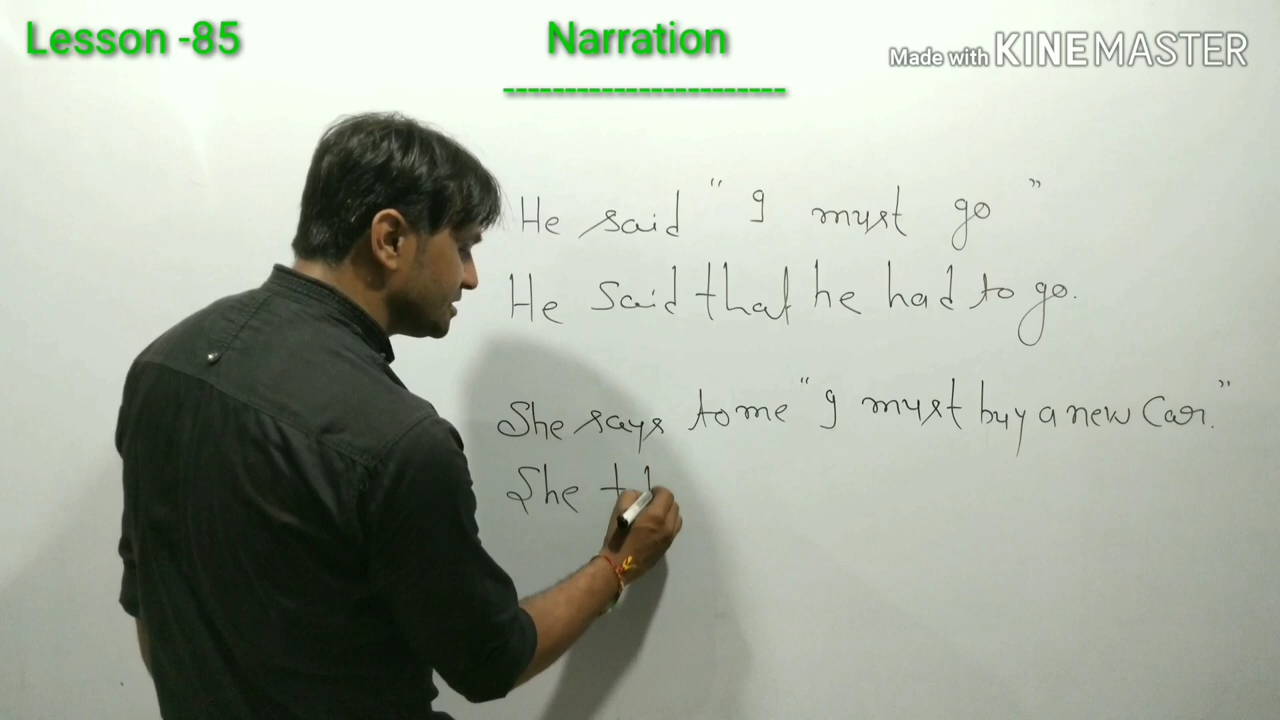 Lesson -85
Narration
-----------------------
Made with KINEMASTER
He said " I must go "
He said that he had to go.
She says to me " I must buy a new Car."
She